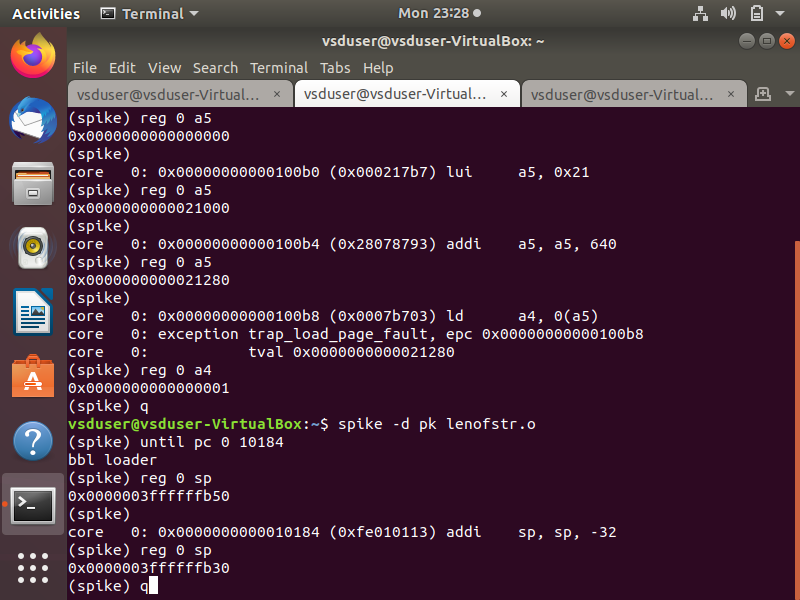 Activities Terminal Mon 23:28
vsduser@vsduser-VirtualBox: ~
File Edit View Search Terminal Tabs Help
vsduser@vsduser-Virtual... × vsduser@vsduser-Virtual... × vsduser@vsduser-Virtual... ×
(spike) reg 0 a5
0x0000000000000000
(spike)
core   0: 0x00000000000100b0 (0x000217b7) lui     a5, 0x21
(spike) reg 0 a5
0x0000000000021000
(spike)
core   0: 0x00000000000100b4 (0x28078793) addi    a5, a5, 640
(spike) reg 0 a5
0x0000000000021280
(spike)
core   0: 0x00000000000100b8 (0x0007b703) ld      a4, 0(a5)
core   0: exception trap_load_page_fault, epc 0x00000000000100b8
core   0:           tval 0x0000000000021280
(spike) reg 0 a4
0x0000000000000001
(spike) q
vsduser@vsduser-VirtualBox:~$ spike -d pk lenofstr.o
(spike) until pc 0 10184
bbl loader
(spike) reg 0 sp
0x0000003ffffffb50
(spike)
core   0: 0x0000000000010184 (0xfe010113) addi    sp, sp, -32
(spike) reg 0 sp
0x0000003ffffffb30
(spike) q